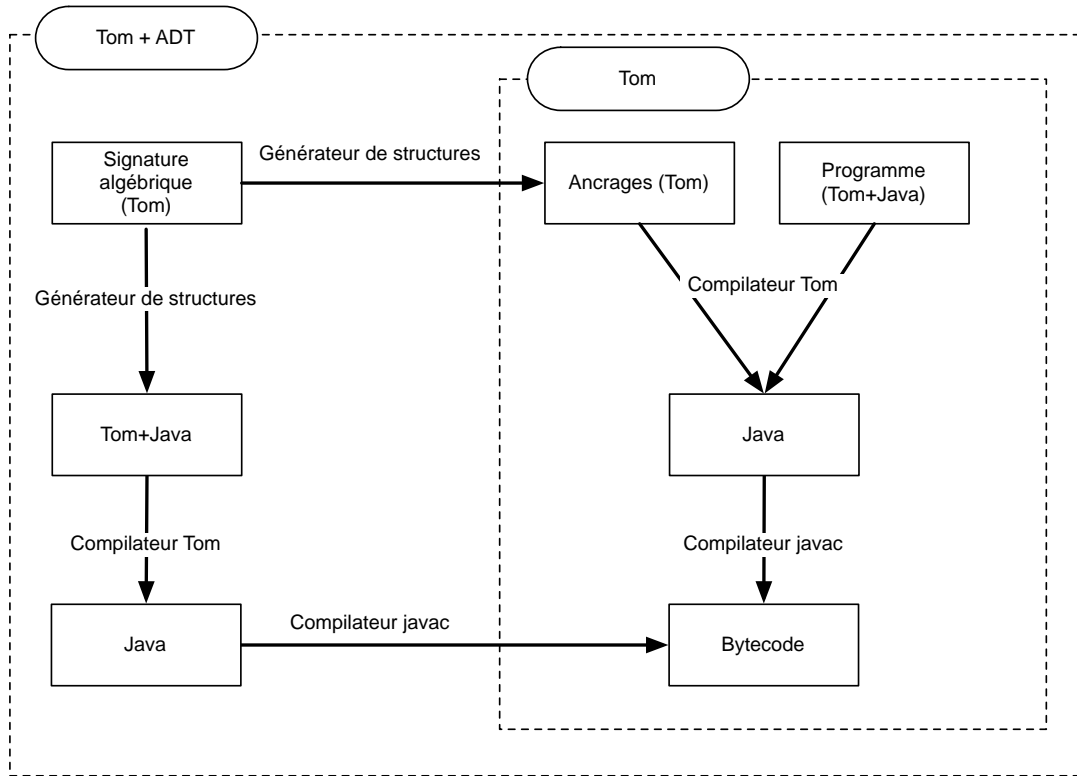 Tom + ADT
Tom
Signature
algébrique
(Tom)
Générateur de structures
Ancrages (Tom)
Programme
(Tom+Java)
Générateur de structures
Compilateur Tom
Tom+Java
Java
Compilateur Tom
Compilateur javac
Java
Compilateur javac
Bytecode